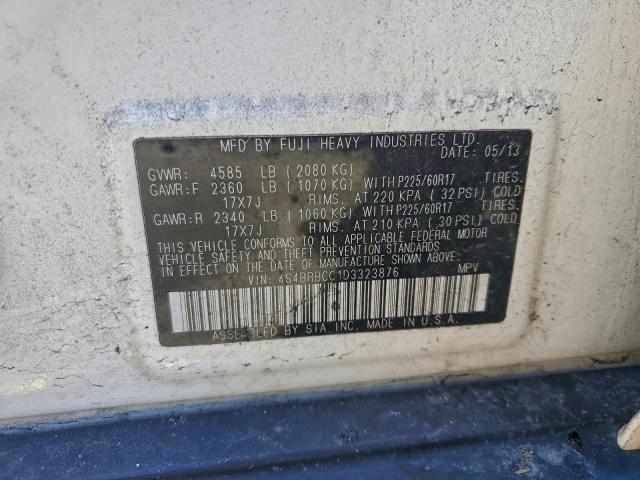 MFD BY FUJI HEAVY INDUSTRIES LTD.
DATE: 05/13
GVWR: 4585 LB (2080 KG)
GAWR:F 2360 LB (1070 KG) WITH P225/60R17 TIRES.
17X7J RIMS. AT 220 KPA ( 32 PSI) COLD
GAWR:R 2340 LB (1060 KG) WITH P225/60R17 TIRES.
17X7J RIMS. AT 210 KPA ( 30 PSI) COLD
THIS VEHICLE CONFORMS TO ALL APPLICABLE FEDERAL MOTOR
VEHICLE SAFETY AND THEFT PREVENTION STANDARDS
IN EFFECT ON THE DATE OF MANUFACTURE SHOWN ABOVE.
VIN: 4S4BRBCC1D3323876 MPV
ASSEMBLED BY SIA INC. MADE IN U.S.A.